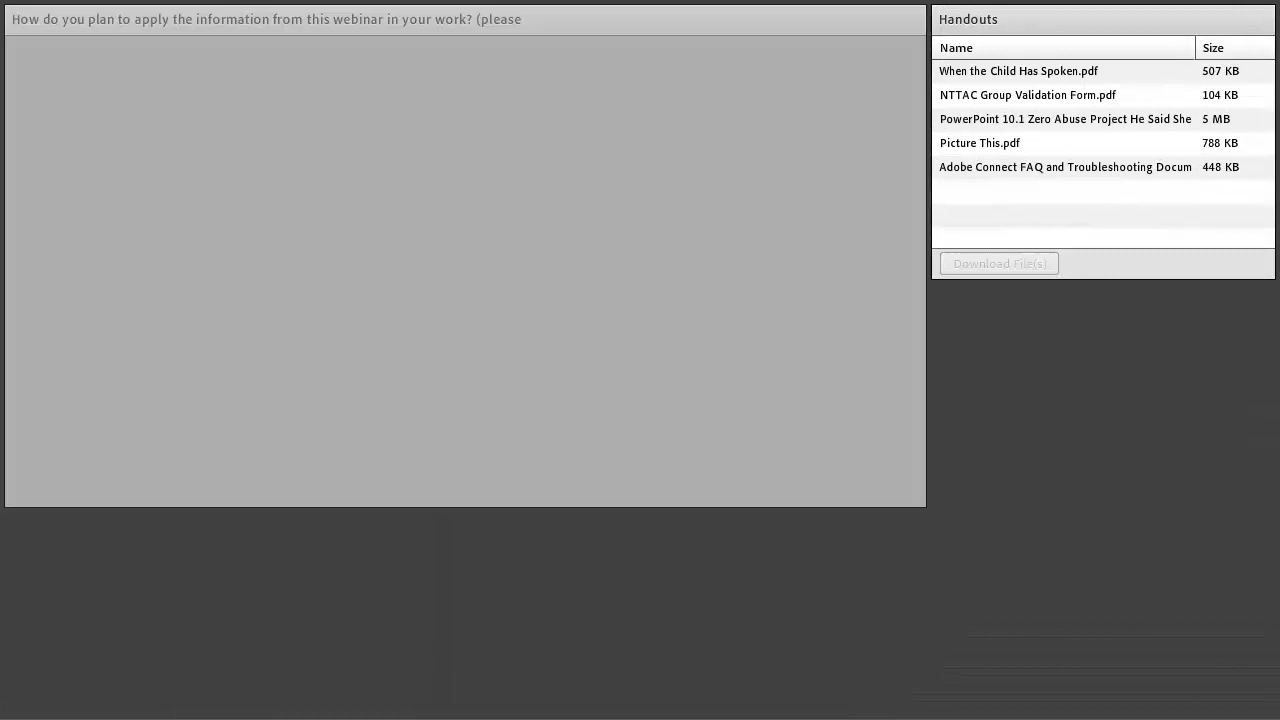 How do you plan to apply the information from this webinar in your work? (please
Handouts
Name Size
When the Child Has Spoken.pdf 507 KB
NTTAC Group Validation Form.pdf 104 KB
PowerPoint 10.1 Zero Abuse Project He Said She 5 MB
Picture This.pdf 788 KB
Adobe Connect FAQ and Troubleshooting Docum 448 KB
Download File(s)